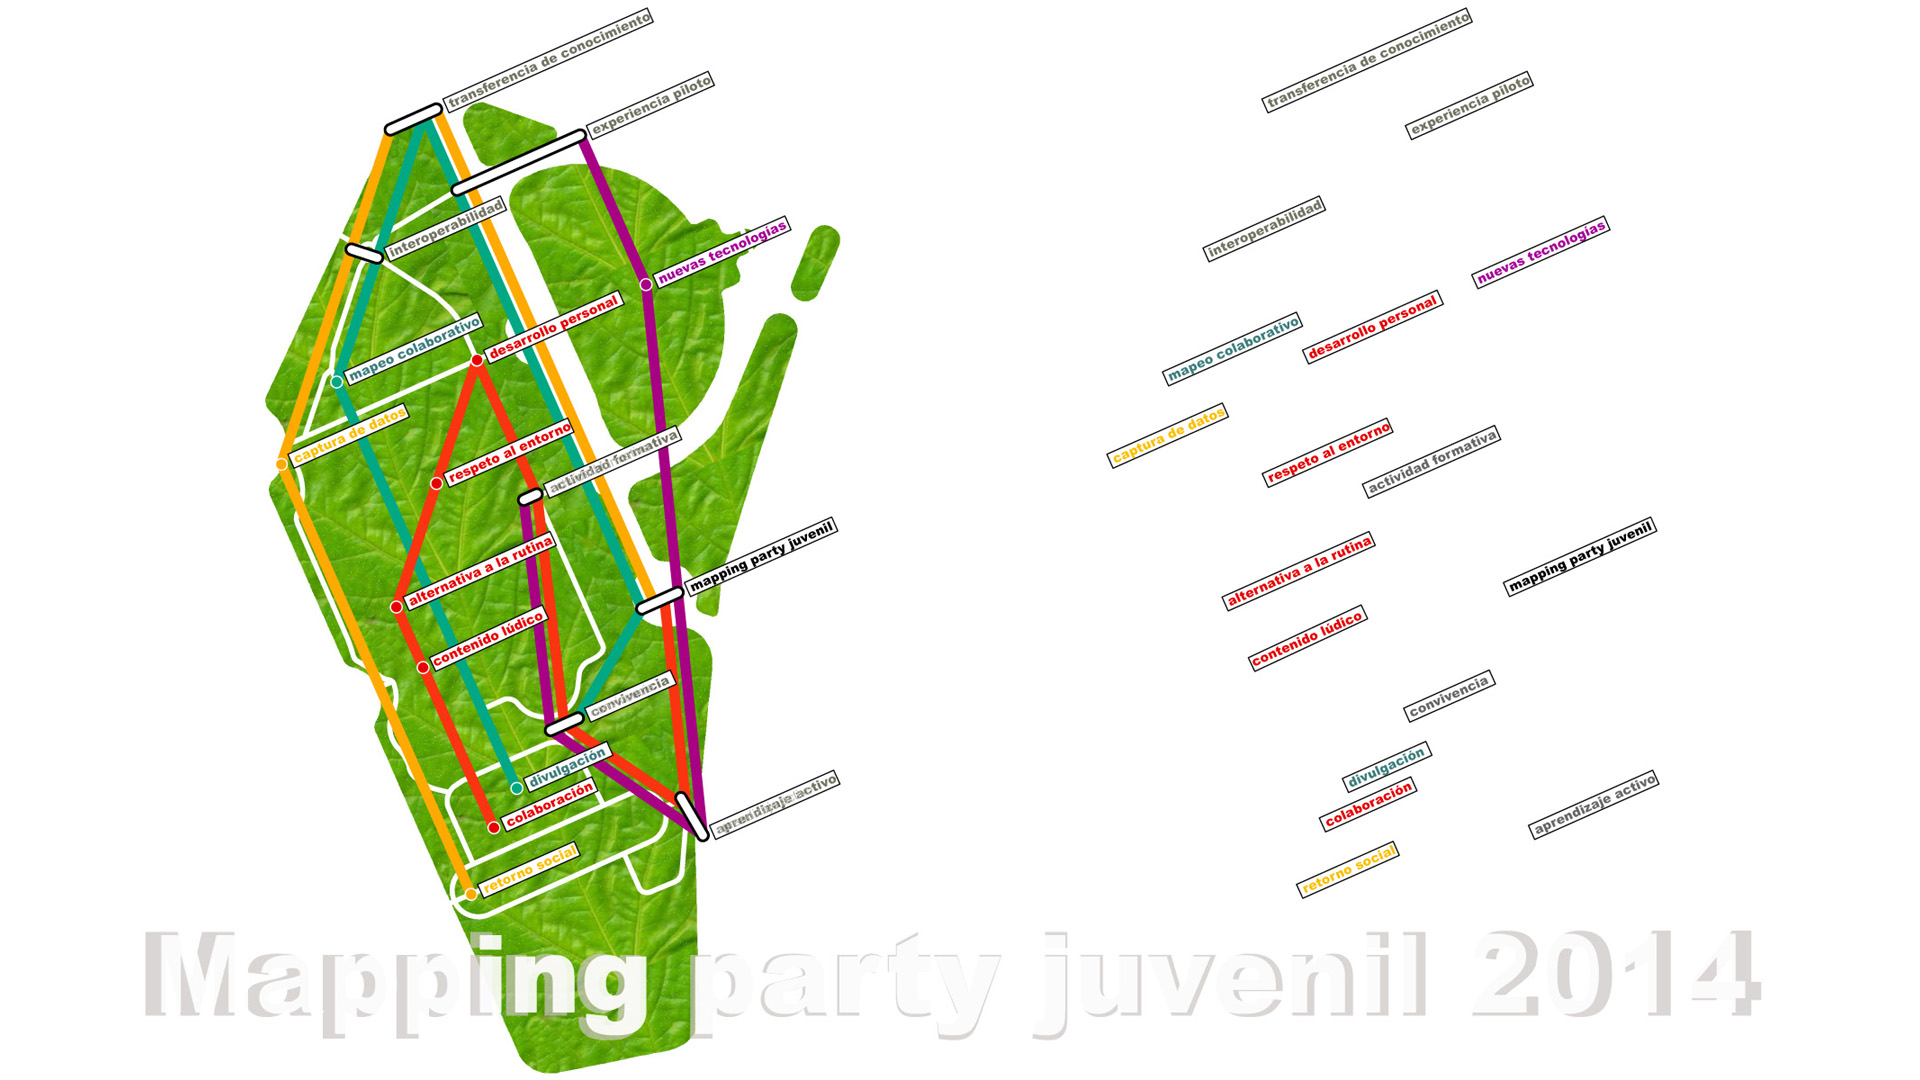 transferencia de conocimiento
experiencia piloto
interoperabilidad
nuevas tecnologías
desarrollo personal
mapeo colaborativo
captura de datos
respeto al entorno
actividad formativa
alternativa a la rutina
mapping party juvenil
contenido lúdico
convivencia
divulgación
colaboración
aprendizaje activo
retorno social
transferencia de conocimiento
experiencia piloto
interoperabilidad
nuevas tecnologías
desarrollo personal
mapeo colaborativo
captura de datos
respeto al entorno
actividad formativa
alternativa a la rutina
mapping party juvenil
contenido lúdico
convivencia
divulgación
colaboración
aprendizaje activo
retorno social
Mapping party juvenil 2014